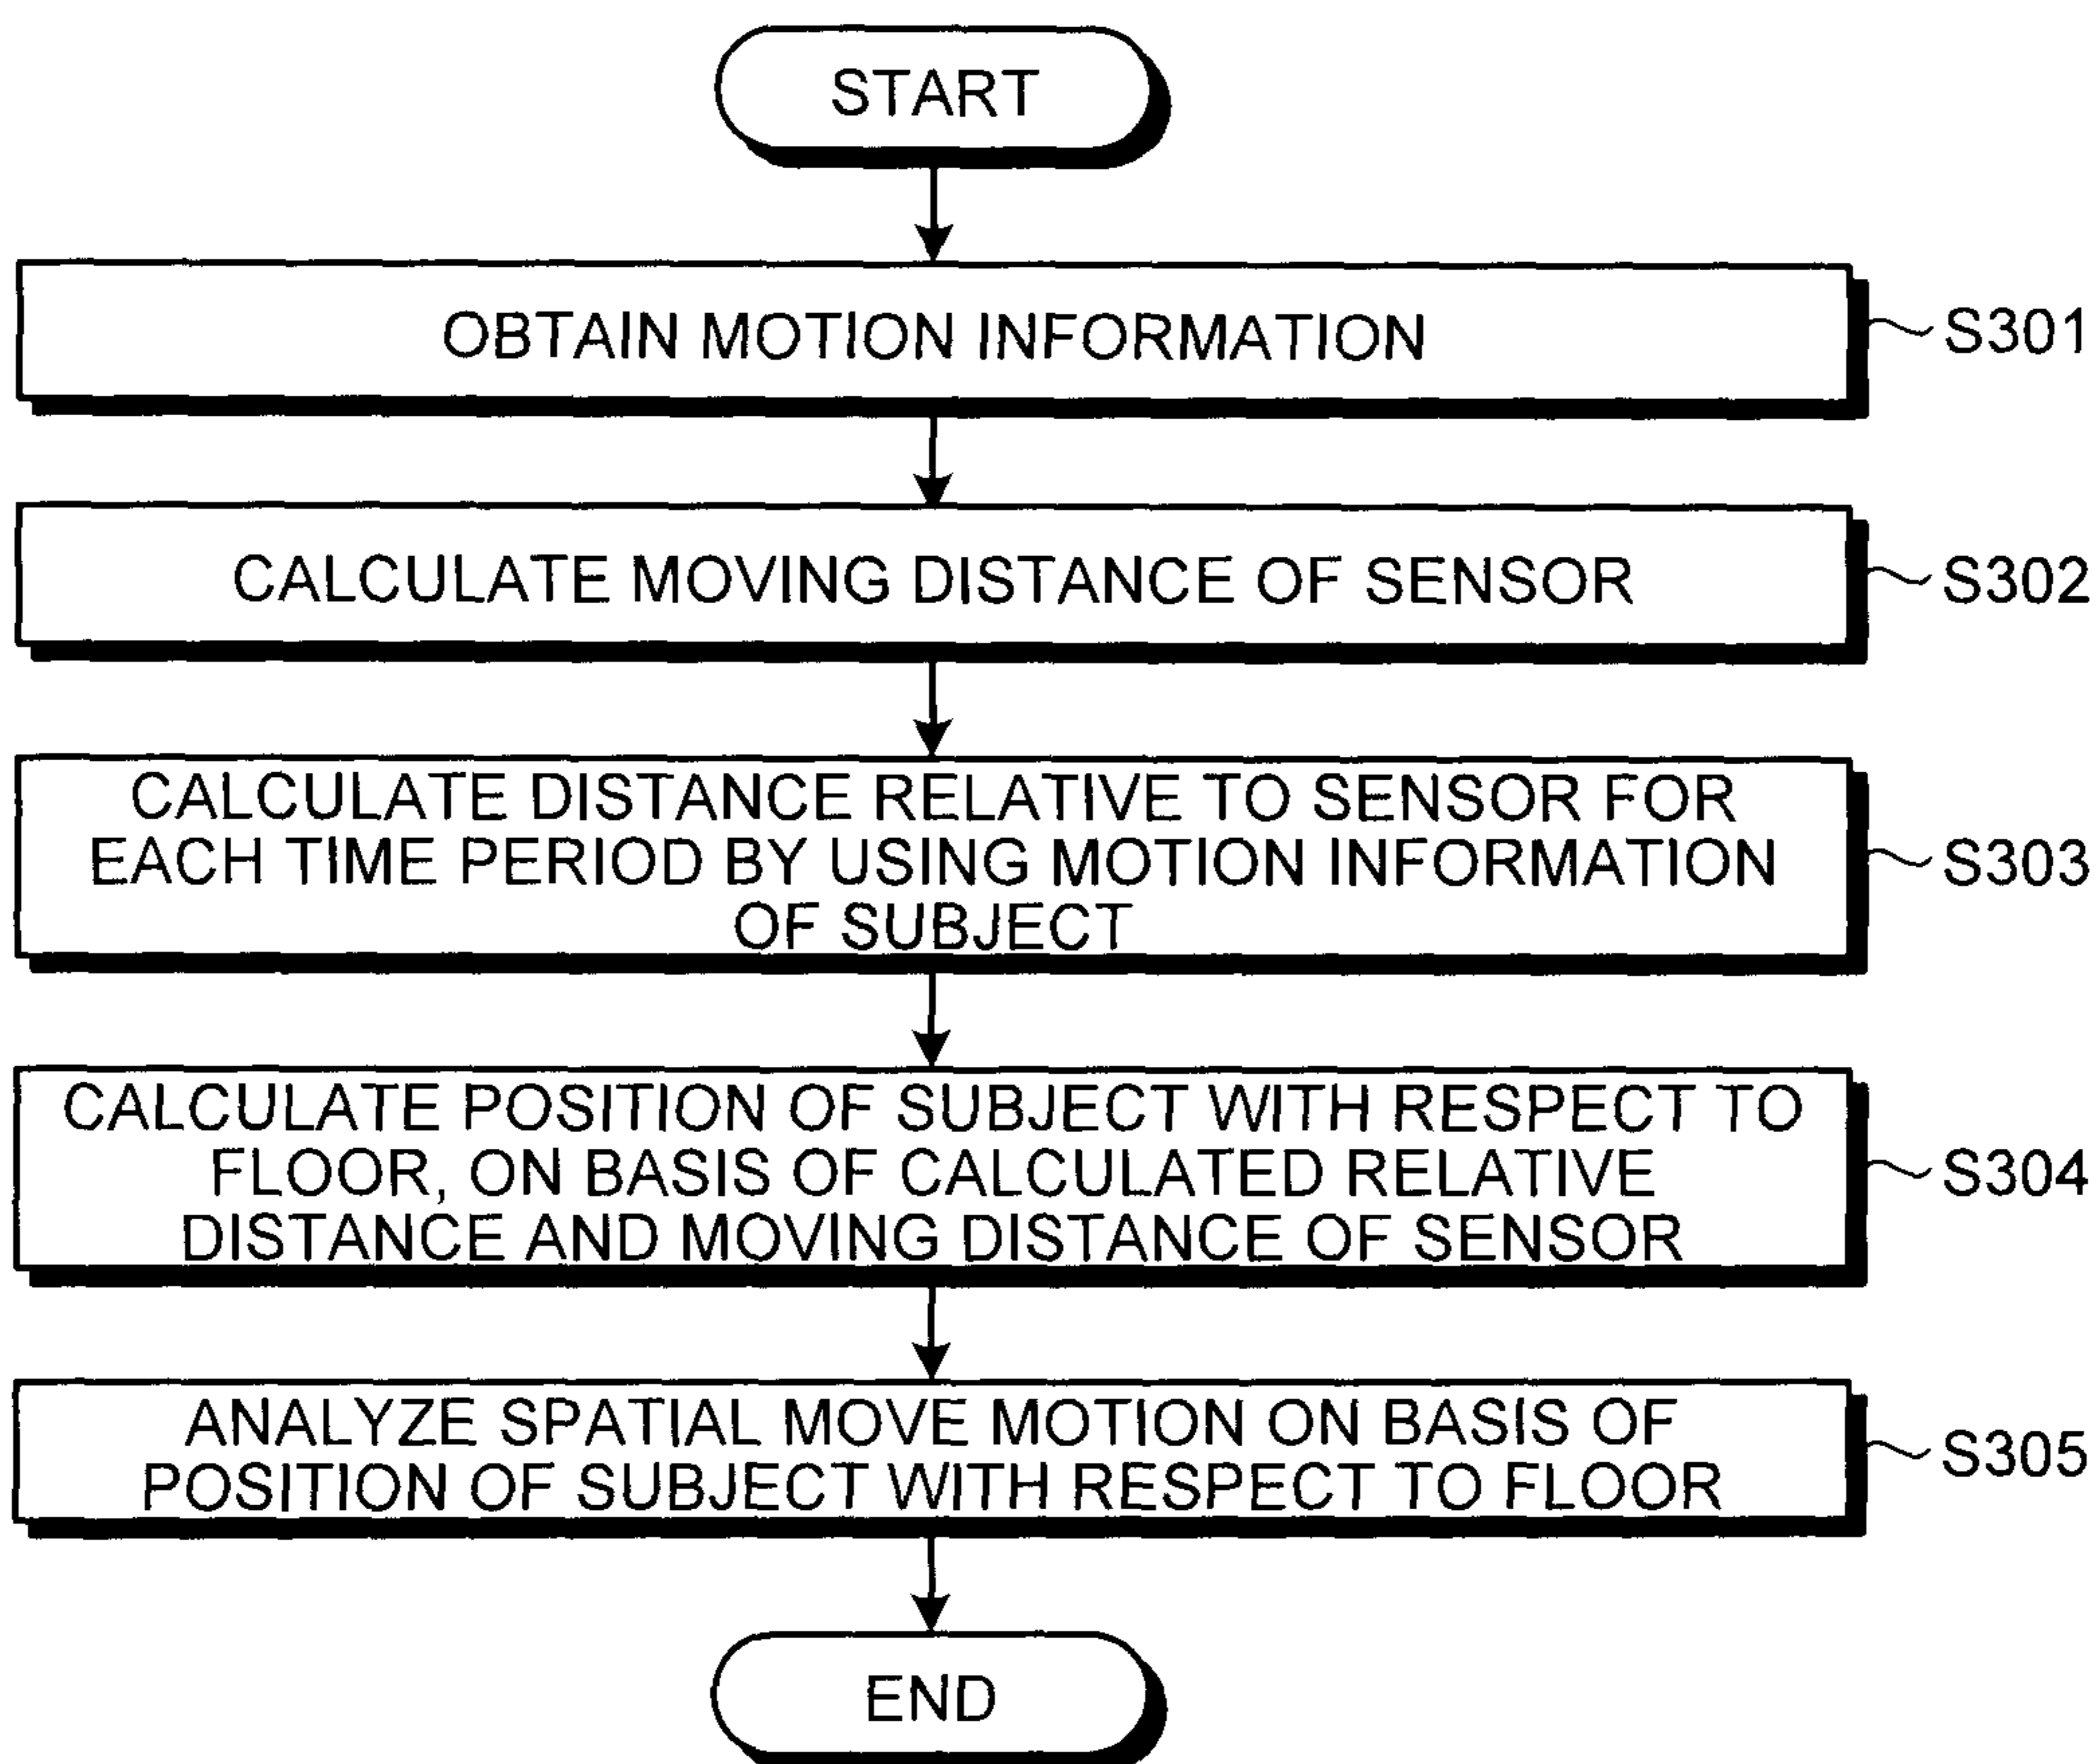 START
OBTAIN MOTION INFORMATION
S301
CALCULATE MOVING DISTANCE OF SENSOR
S302
CALCULATE DISTANCE RELATIVE TO SENSOR FOR
EACH TIME PERIOD BY USING MOTION INFORMATION
OF SUBJECT
S303
CALCULATE POSITION OF SUBJECT WITH RESPECT TO
FLOOR, ON BASIS OF CALCULATED RELATIVE
DISTANCE AND MOVING DISTANCE OF SENSOR
S304
ANALYZE SPATIAL MOVE MOTION ON BASIS OF
POSITION OF SUBJECT WITH RESPECT TO FLOOR
S305
END